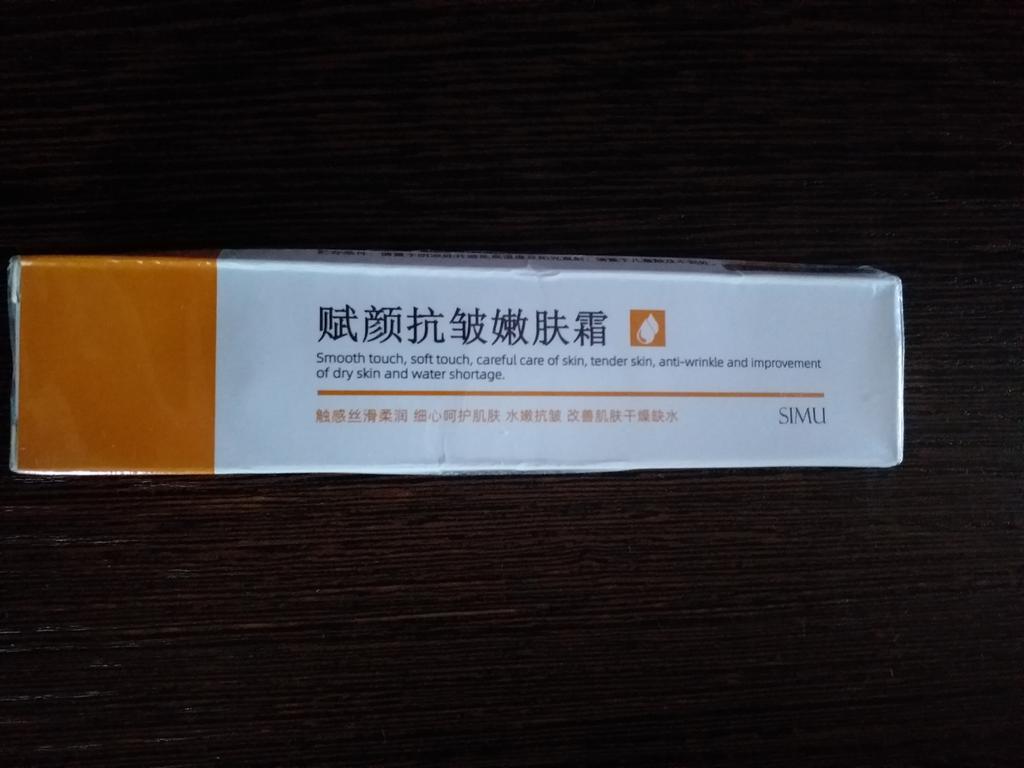 赋颜抗皱嫩肤霜
Smooth touch, soft touch, careful care of skin, tender skin, anti-wrinkle and improvement
of dry skin and water shortage.
触感丝滑柔润 细心呵护肌肤 水嫩抗皱 改善肌肤干燥缺水
SIMU